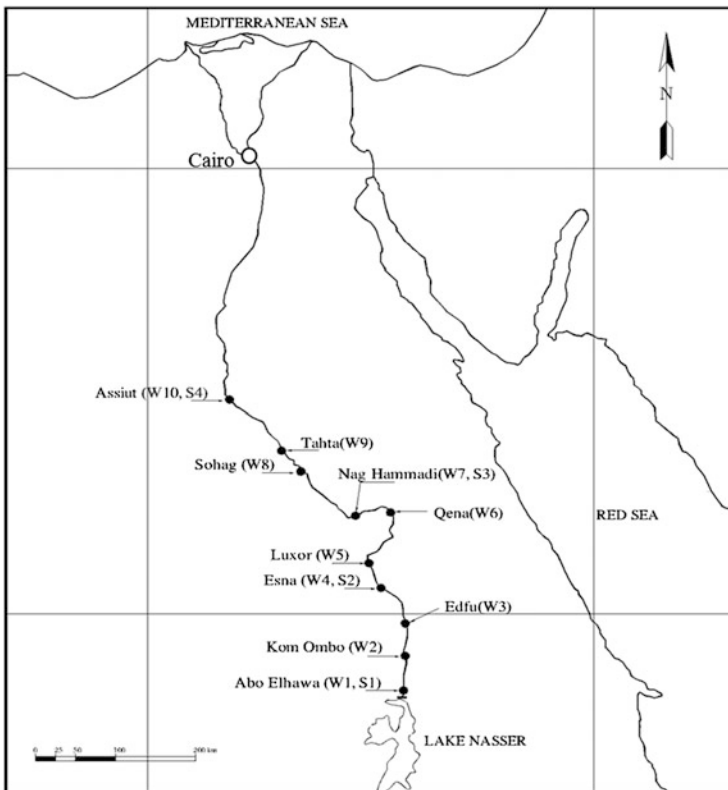 MEDITERRANEAN SEA
N
Cairo
Assiut (W10, S4)
Tahta(W9)
Sohag (W8)
Nag Hammadi(W7, S3)
Qena(W6)
RED SEA
Luxor (W5)
Esna (W4, S2)
Edfu(W3)
Kom Ombo (W2)
Abo Elhawa (W1, S1)
LAKE NASSER
0 25 50 100 200 km